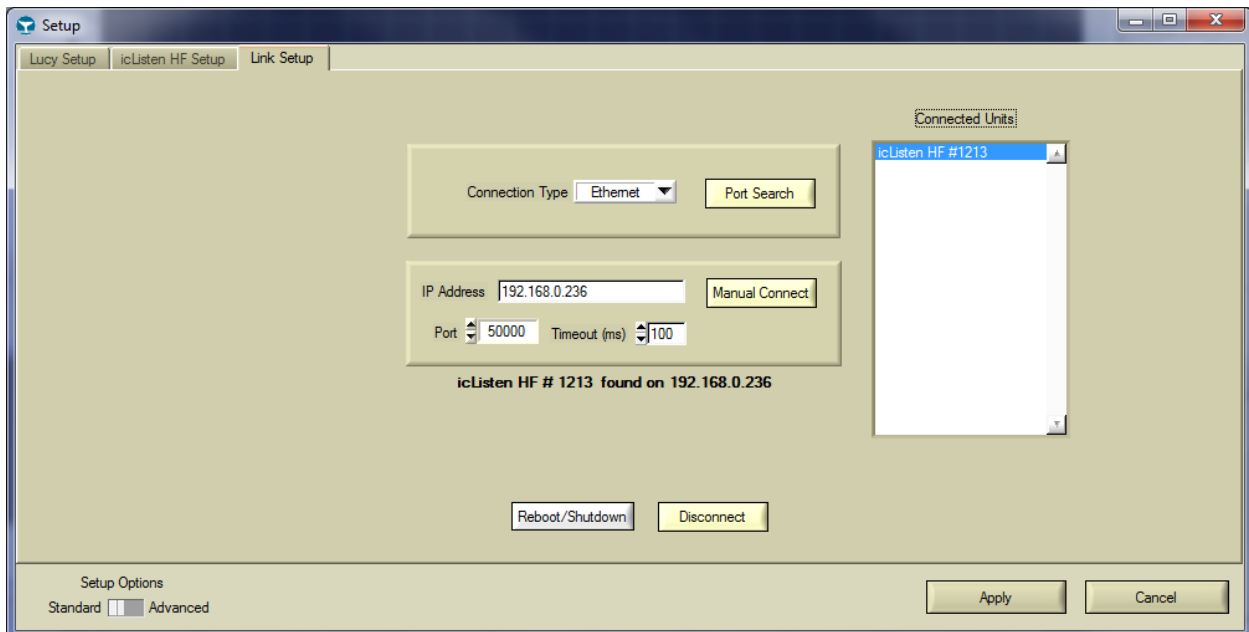 Setup
Lucy Setup icListen HF Setup Link Setup
Connected Units
icListen HF #1213
Connection Type Ethernet Port Search
IP Address 192.168.0.236 Manual Connect
Port 50000 Timeout (ms) 100
icListen HF # 1213 found on 192.168.0.236
Reboot/Shutdown Disconnect
Setup Options
Standard Advanced
Apply Cancel